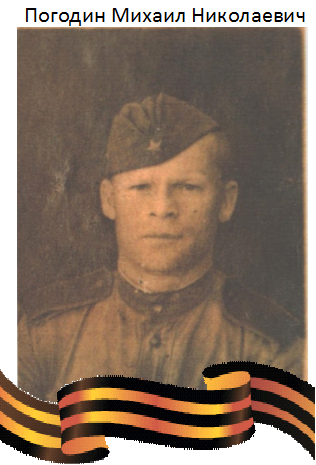 Погодин Михаил Николаевич